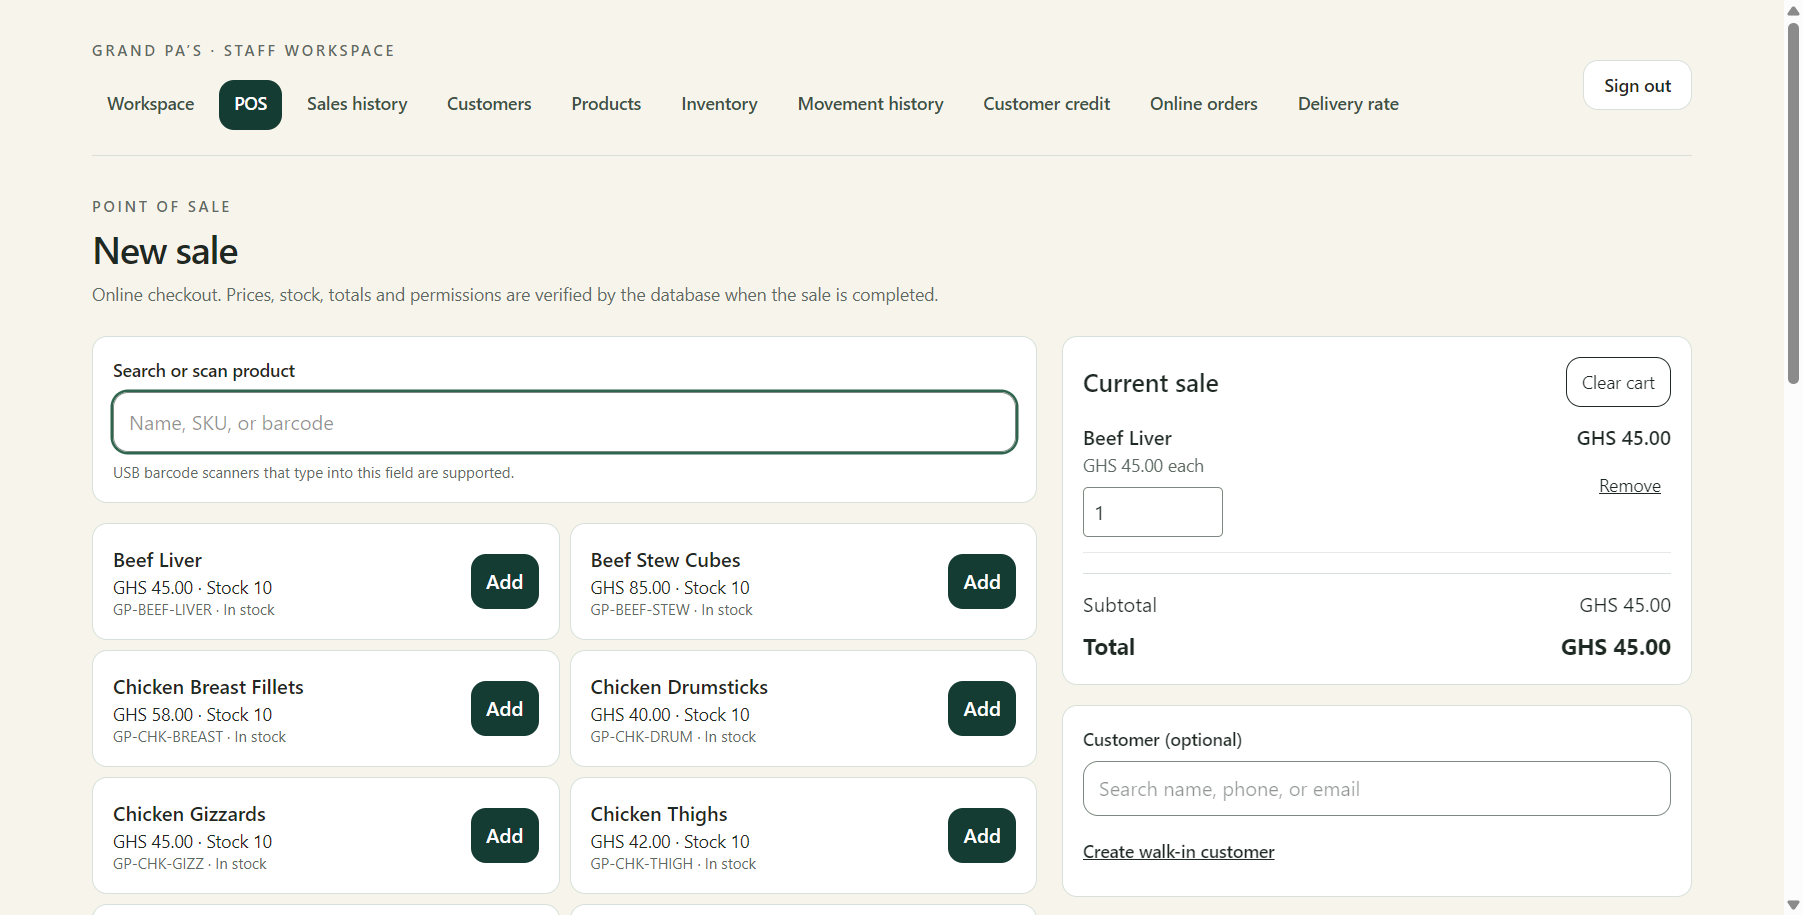 GRAND PA'S · STAFF WORKSPACE
Workspace
POS
Sales history
Customers
Products
Inventory
Movement history
Customer credit
Online orders
Delivery rate
Sign out
POINT OF SALE
New sale
Online checkout. Prices, stock, totals and permissions are verified by the database when the sale is completed.
Search or scan product
Name, SKU, or barcode
USB barcode scanners that type into this field are supported.
Beef Liver
GHS 45.00 · Stock 10
GP-BEEF-LIVER · In stock
Add
Beef Stew Cubes
GHS 85.00 · Stock 10
GP-BEEF-STEW · In stock
Add
Chicken Breast Fillets
GHS 58.00 · Stock 10
GP-CHK-BREAST · In stock
Add
Chicken Drumsticks
GHS 40.00 · Stock 10
GP-CHK-DRUM · In stock
Add
Chicken Gizzards
GHS 45.00 · Stock 10
GP-CHK-GIZZ · In stock
Add
Chicken Thighs
GHS 42.00 · Stock 10
GP-CHK-THIGH · In stock
Add
Current sale
Clear cart
Beef Liver
GHS 45.00
GHS 45.00 each
Remove
1
Subtotal
GHS 45.00
Total
GHS 45.00
Customer (optional)
Search name, phone, or email
Create walk-in customer